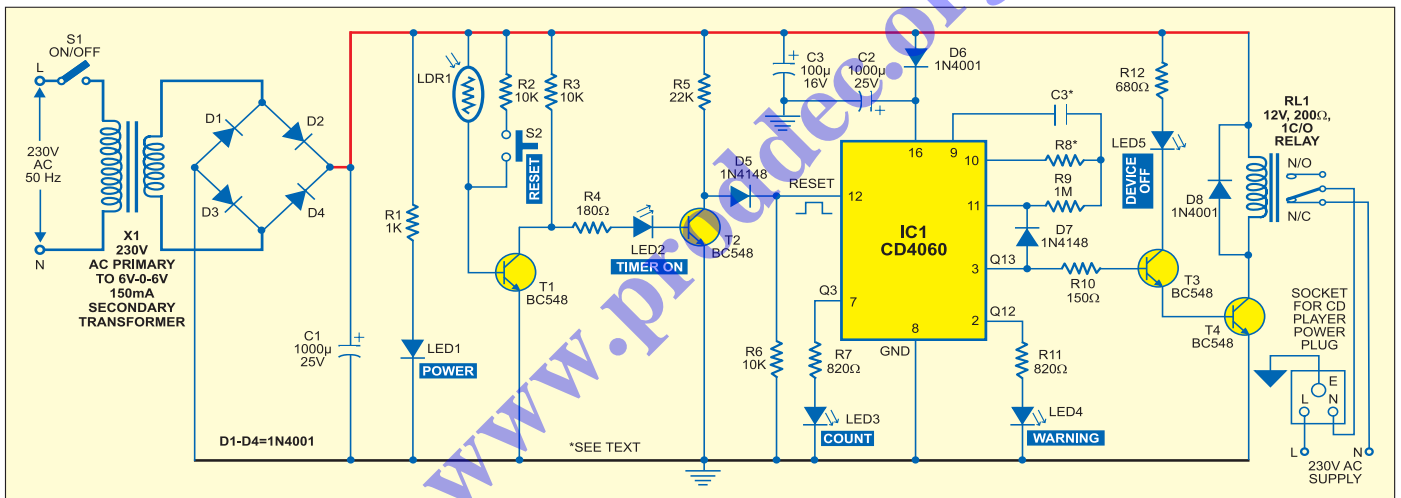 S1
ON/OFF
L
230V
AC
50 Hz
N
X1
230V
AC PRIMARY
TO 6V-0-6V
150mA
SECONDARY
TRANSFORMER
D1
D2
D3
D4
D1-D4=1N4001
C1
1000µ
25V
+
R1
1K
LED1
POWER
LDR1
R2
10K
S2
RESET
R3
10K
T1
BC548
R4
180Ω
LED2
TIMER ON
R5
22K
T2
BC548
D5
1N4148
RESET
R6
10K
+
C3
100µ
16V
C2
1000µ
25V
+
D6
1N4001
16
9
10
12
11
IC1
CD4060
3
7
2
8
GND
Q3
Q13
Q12
C3*
R8*
R9
1M
D7
1N4148
R10
150Ω
R7
820Ω
LED3
COUNT
R11
820Ω
LED4
WARNING
*SEE TEXT
R12
680Ω
LED5
DEVICE
OFF
T3
BC548
T4
BC548
D8
1N4001
RL1
12V, 200Ω,
1C/O
RELAY
N/O
N/C
SOCKET
FOR CD
PLAYER
POWER
PLUG
E
L
N
L
N
230V AC
SUPPLY
www.proddec.org